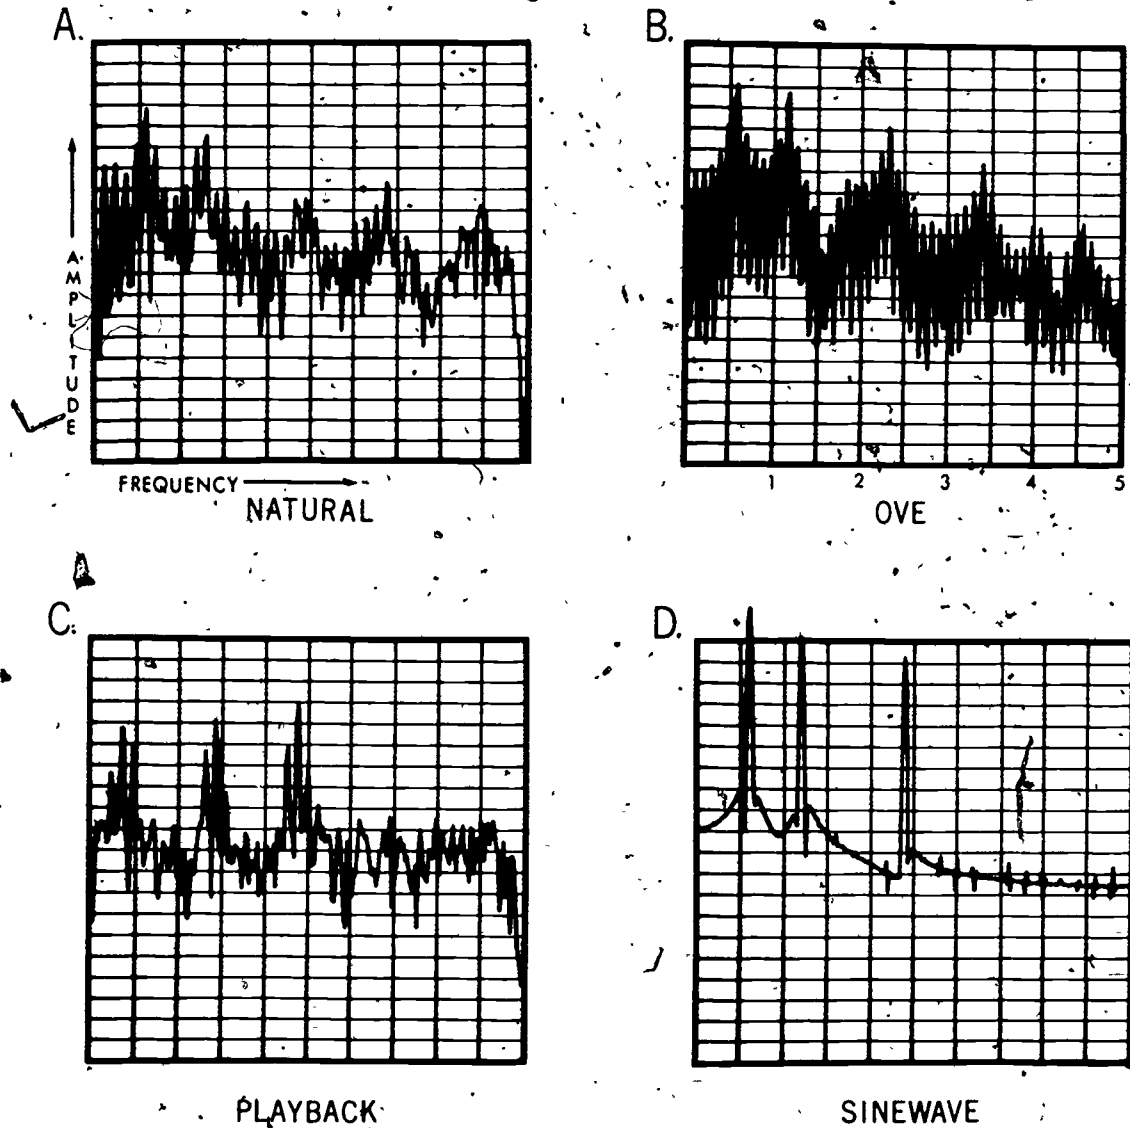 A.
AMPLITUDE
FREQUENCY
NATURAL
B.
1 2 3 4 5
OVE
C.
PLAYBACK
D.
SINEWAVE